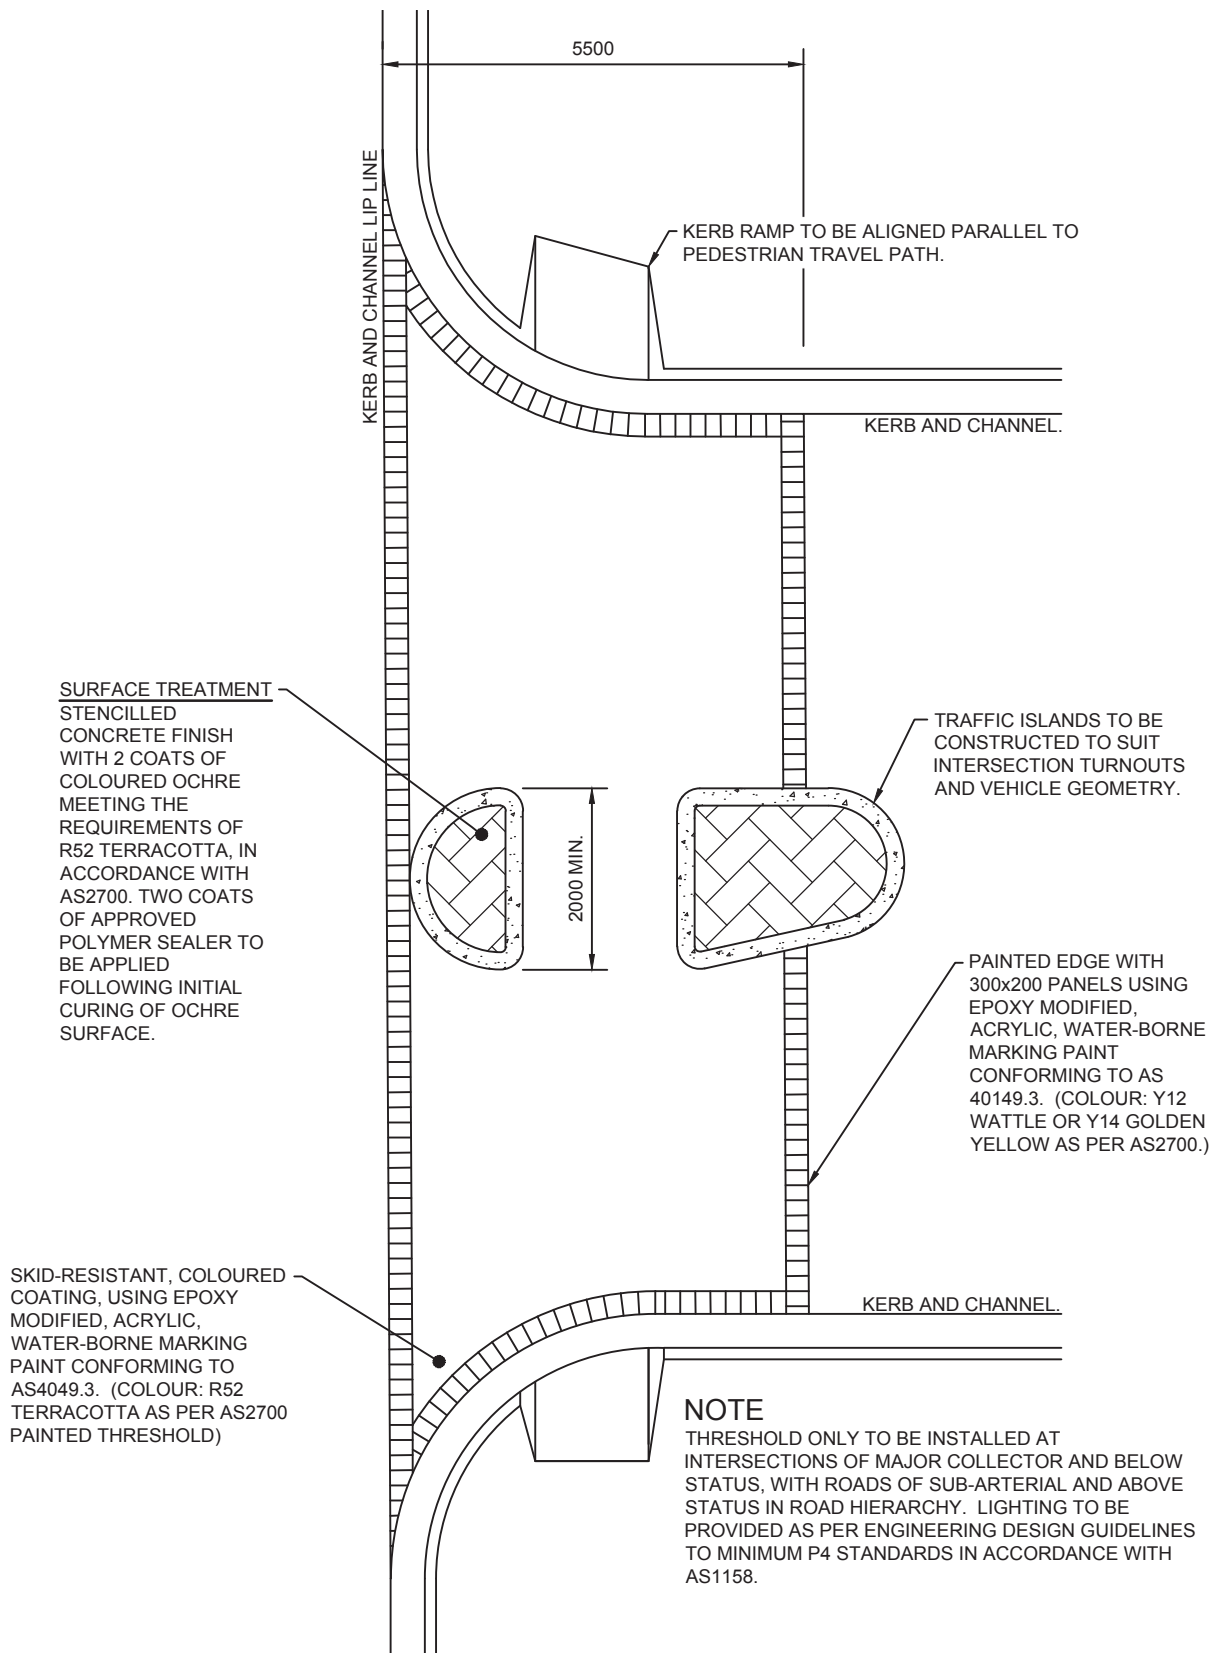 5500
KERB AND CHANNEL LIP LINE
KERB RAMP TO BE ALIGNED PARALLEL TO
PEDESTRIAN TRAVEL PATH.
KERB AND CHANNEL.
SURFACE TREATMENT
STENCILLED
CONCRETE FINISH
WITH 2 COATS OF
COLOURED OCHRE
MEETING THE
REQUIREMENTS OF
R52 TERRACOTTA, IN
ACCORDANCE WITH
AS2700. TWO COATS
OF APPROVED
POLYMER SEALER TO
BE APPLIED
FOLLOWING INITIAL
CURING OF OCHRE
SURFACE.
2000 MIN.
TRAFFIC ISLANDS TO BE
CONSTRUCTED TO SUIT
INTERSECTION TURNOUTS
AND VEHICLE GEOMETRY.
PAINTED EDGE WITH
300x200 PANELS USING
EPOXY MODIFIED,
ACRYLIC, WATER-BORNE
MARKING PAINT
CONFORMING TO AS
40149.3. (COLOUR: Y12
WATTLE OR Y14 GOLDEN
YELLOW AS PER AS2700.)
SKID-RESISTANT, COLOURED
COATING, USING EPOXY
MODIFIED, ACRYLIC,
WATER-BORNE MARKING
PAINT CONFORMING TO
AS4049.3. (COLOUR: R52
TERRACOTTA AS PER AS2700
PAINTED THRESHOLD)
KERB AND CHANNEL.
NOTE
THRESHOLD ONLY TO BE INSTALLED AT
INTERSECTIONS OF MAJOR COLLECTOR AND BELOW
STATUS, WITH ROADS OF SUB-ARTERIAL AND ABOVE
STATUS IN ROAD HIERARCHY. LIGHTING TO BE
PROVIDED AS PER ENGINEERING DESIGN GUIDELINES
TO MINIMUM P4 STANDARDS IN ACCORDANCE WITH
AS1158.